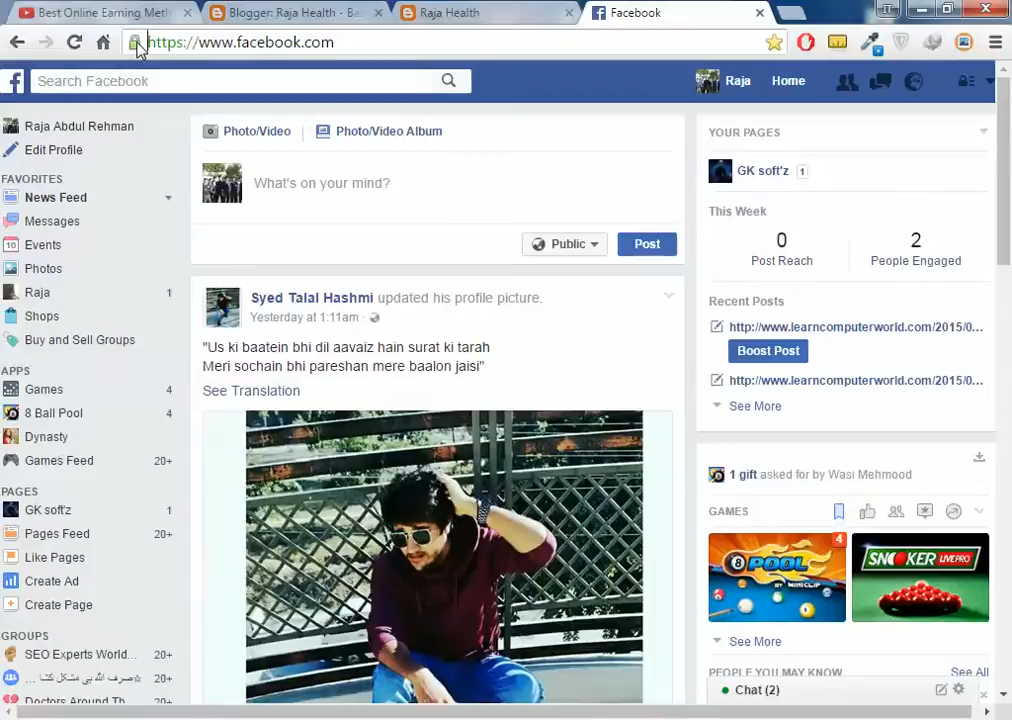 Best Online Earning Metl
Blogger: Raja Health - Ba
Raja Health
Facebook
https://www.facebook.com
Search Facebook
Raja
Home
Raja Abdul Rehman
Edit Profile
FAVORITES
News Feed
Messages
Events
Photos
Raja 1
Shops
Buy and Sell Groups
APPS
Games 4
8 Ball Pool 4
Dynasty
Games Feed 20+
PAGES
GK soft'z 1
Pages Feed 20+
Like Pages
Create Ad
Create Page
GROUPS
SEO Experts World... 20+
20+
Doctors Around Th... 20+
Photo/Video
Photo/Video Album
What's on your mind?
Public
Post
Syed Talal Hashmi updated his profile picture.
Yesterday at 1:11am
"Us ki baatein bhi dil aavaiz hain surat ki tarah
Meri sochain bhi pareshan mere baalon jaisi"
See Translation
YOUR PAGES
GK soft'z 1
This Week
0
Post Reach
2
People Engaged
Recent Posts
http://www.learncomputerworld.com/2015/0...
Boost Post
http://www.learncomputerworld.com/2015/0...
See More
1 gift asked for by Wasi Mehmood
GAMES
8 POOL
BY MINICLIP
4
SNOOKER LIVE PRO
See More
PEOPLE YOU MAY KNOW
See All
Chat (2)